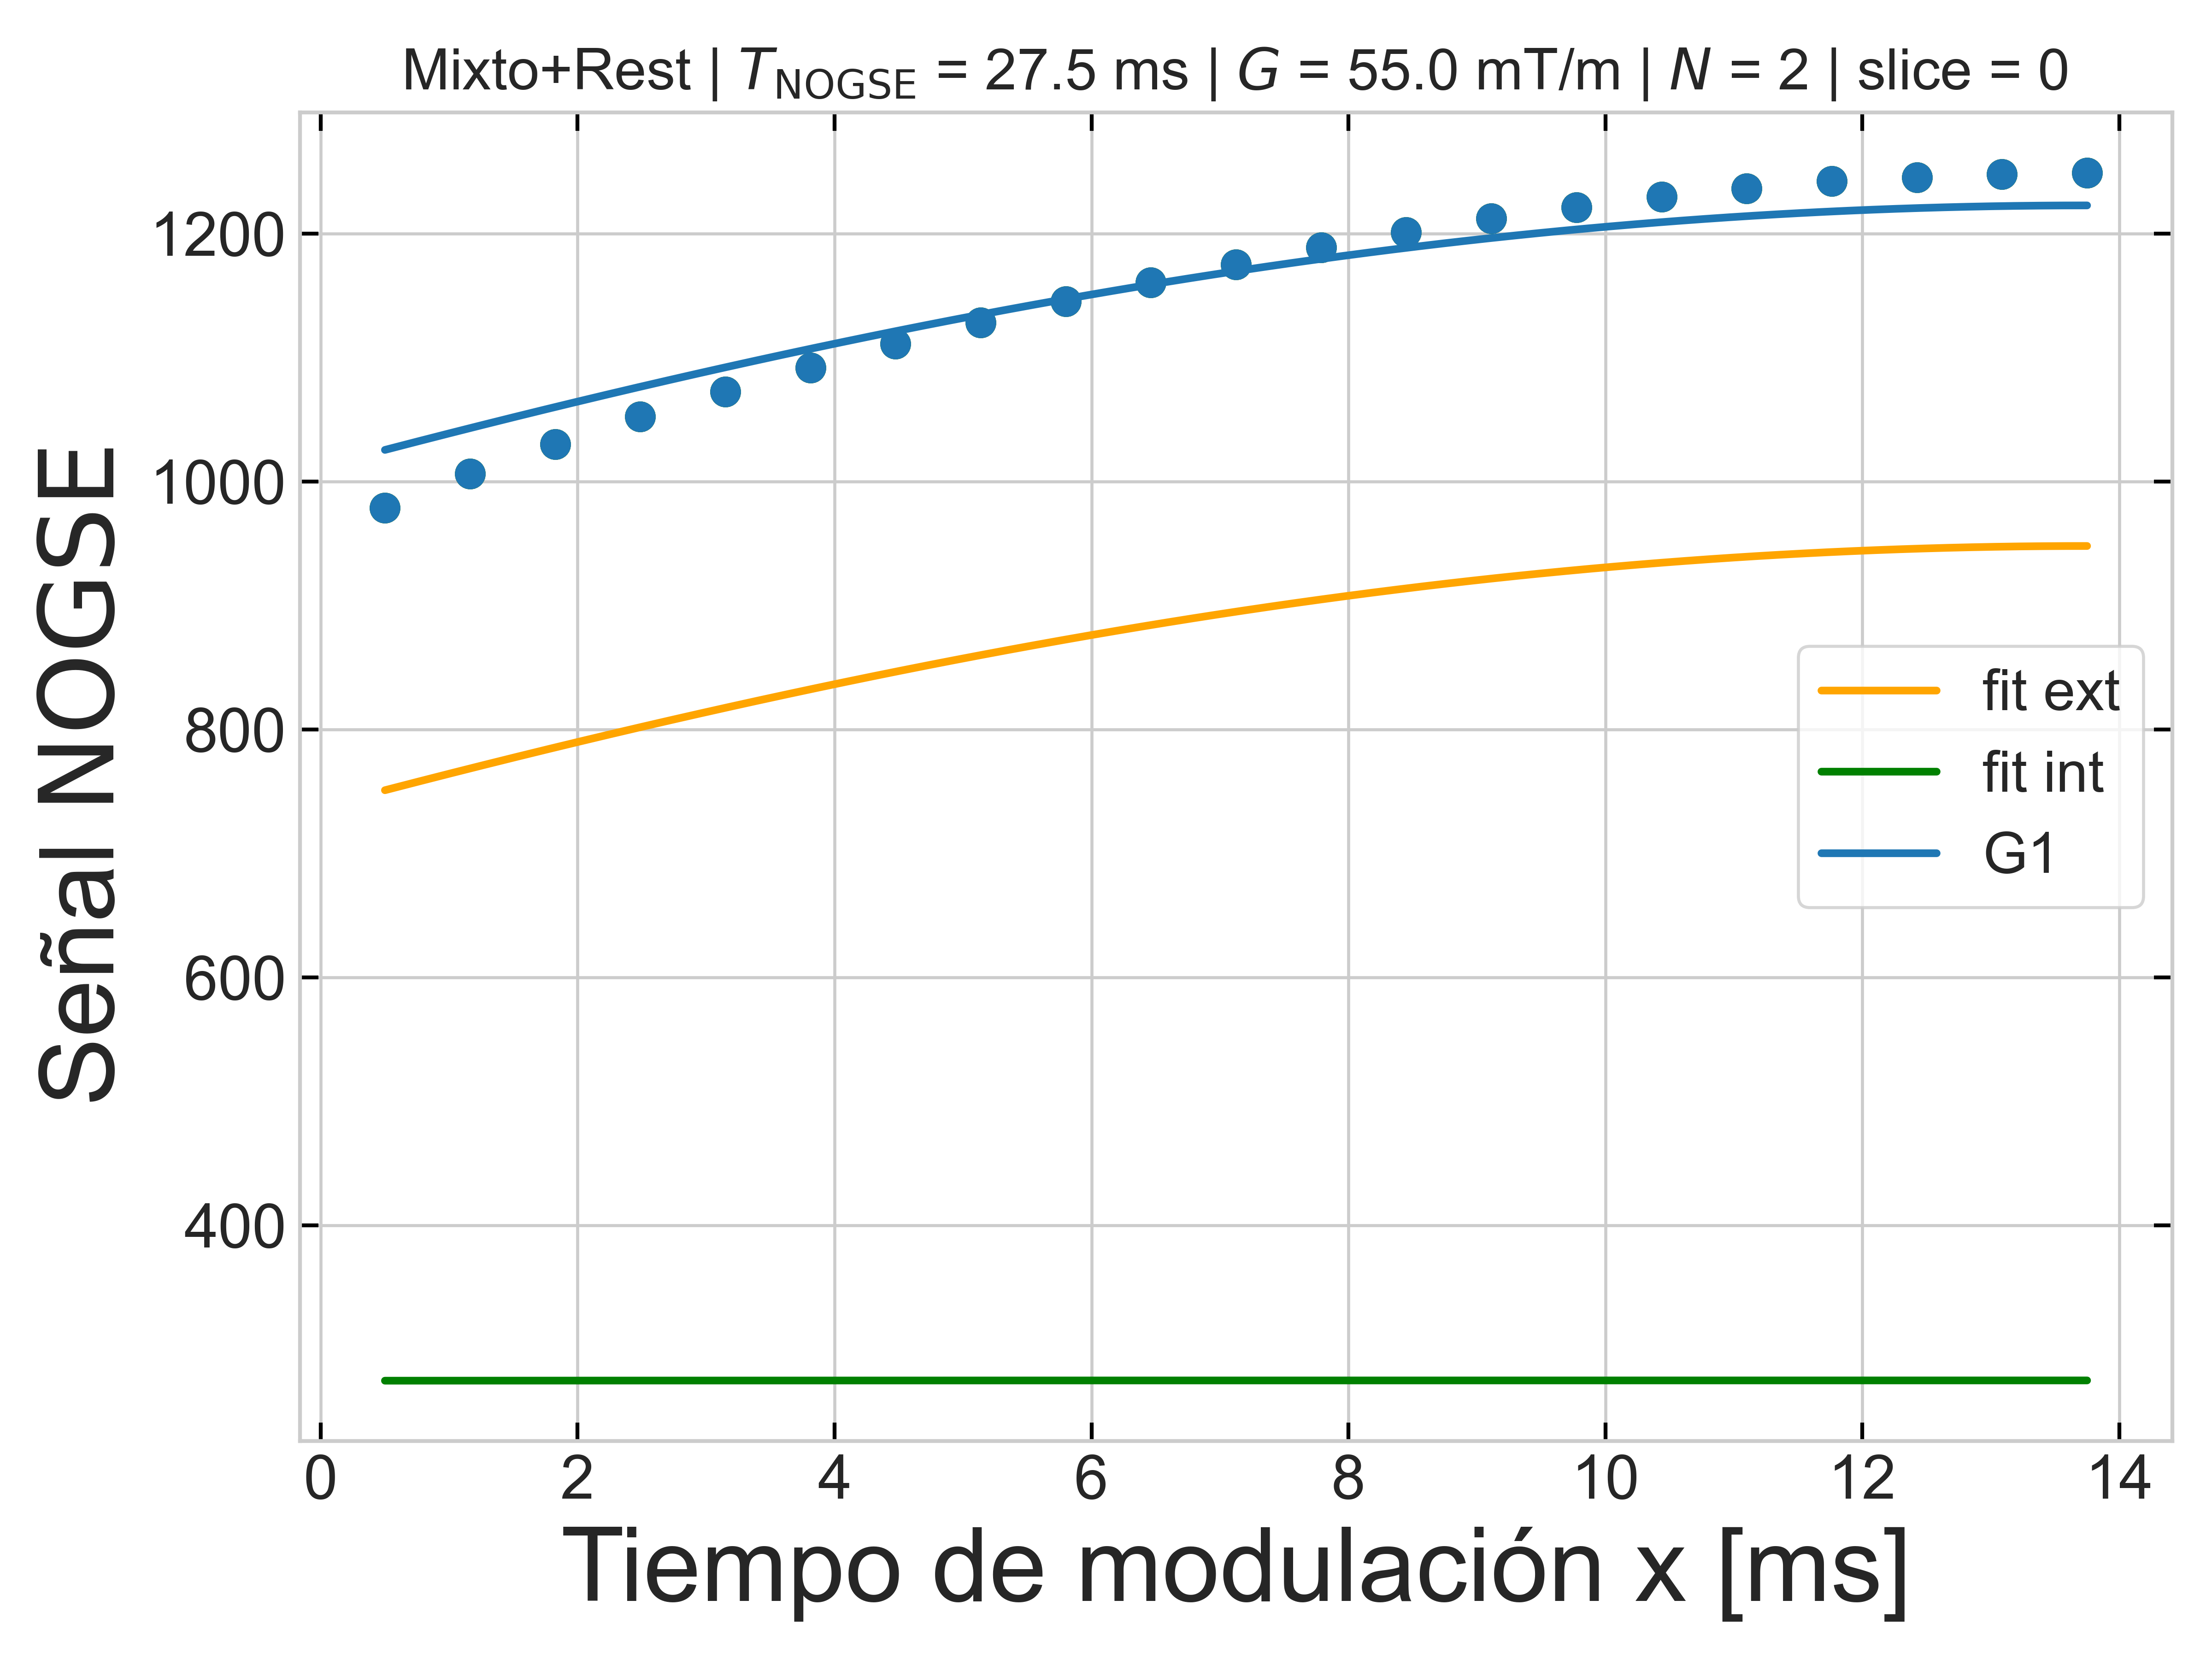 Mixto+Rest | T_NOGSE = 27.5 ms | G = 55.0 mT/m | N = 2 | slice = 0
Señal NOGSE
1200
1000
800
600
400
fit ext
fit int
G1
0 2 4 6 8 10 12 14
Tiempo de modulación x [ms]